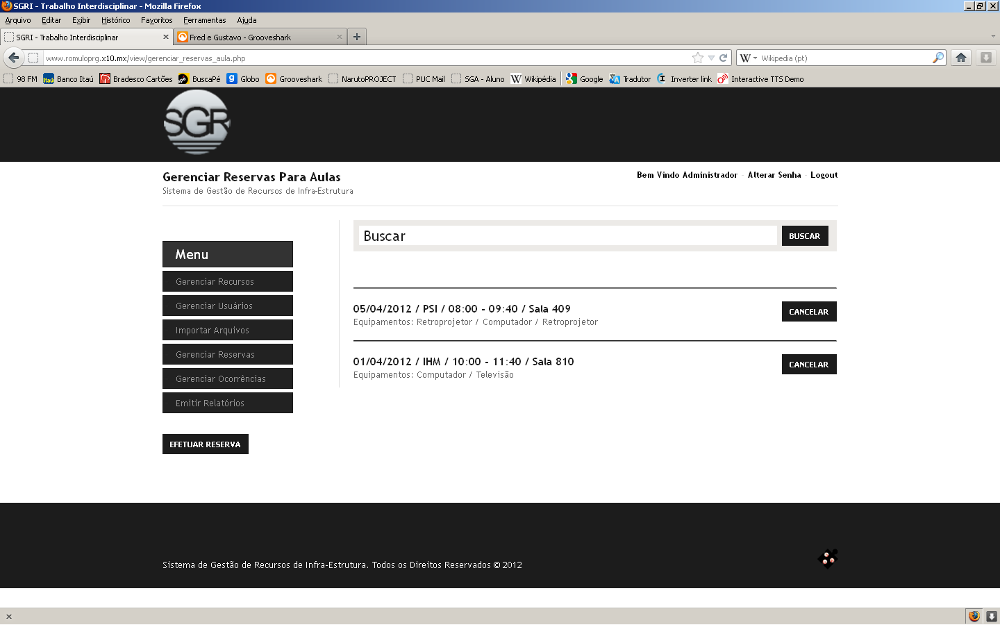 SGRI - Trabalho Interdisciplinar - Mozilla Firefox
Arquivo Editar Exibir Histórico Favoritos Ferramentas Ajuda
SGRI - Trabalho Interdisciplinar Fred e Gustavo - Grooveshark
www.romuloprg.x10.mx/view/gerenciar_reservas_aula.php W Wikipedia (pt)
98 FM Itaú Banco Itaú Bradesco Cartões BuscaPé g Globo Grooveshark NarutoPROJECT PUC Mail SGA - Aluno W Wikipédia Google Tradutor Inverter link Interactive TTS Demo
SGR
Gerenciar Reservas Para Aulas
Bem Vindo Administrador - Alterar Senha - Logout
Sistema de Gestão de Recursos de Infra-Estrutura
Buscar BUSCAR
Menu
Gerenciar Recursos
Gerenciar Usuários
Importar Arquivos
Gerenciar Reservas
Gerenciar Ocorrências
Emitir Relatórios
EFETUAR RESERVA
05/04/2012 / PSI / 08:00 - 09:40 / Sala 409
CANCELAR
Equipamentos: Retroprojetor / Computador / Retroprojetor
01/04/2012 / IHM / 10:00 - 11:40 / Sala 810
CANCELAR
Equipamentos: Computador / Televisão
Sistema de Gestão de Recursos de Infra-Estrutura. Todos os Direitos Reservados © 2012